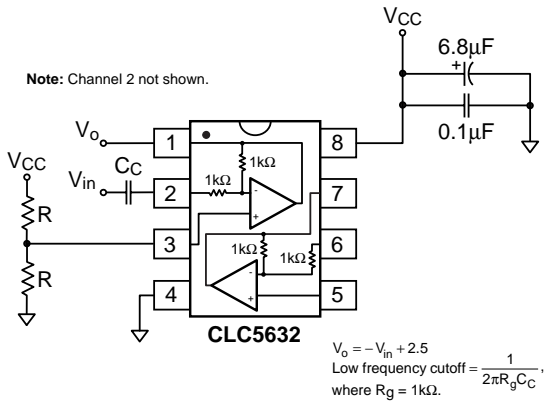 VCC
6.8μF
+
Note: Channel 2 not shown.
0.1μF
Vo
1
8
VCC
CC
1kΩ
Vin
2
1kΩ
-
7
R
+
3
1kΩ
6
1kΩ
R
-
4
+
5
CLC5632
Vo = – Vin + 2.5
Low frequency cutoff = 1 / 2πRgCC ,
where Rg = 1kΩ.